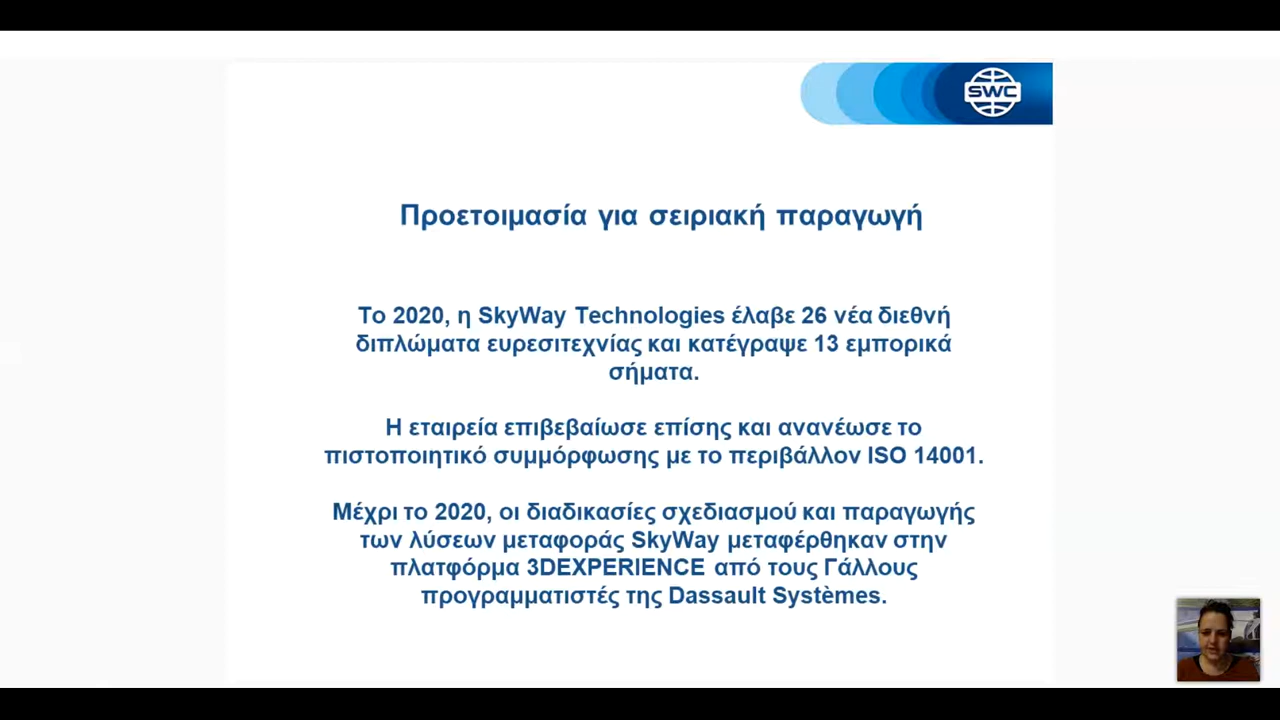 SWC
Προετοιμασία για σειριακή παραγωγή
Το 2020, η SkyWay Technologies έλαβε 26 νέα διεθνή
διπλώματα ευρεσιτεχνίας και κατέγραψε 13 εμπορικά
σήματα.
Η εταιρεία επιβεβαίωσε επίσης και ανανέωσε το
πιστοποιητικό συμμόρφωσης με το περιβάλλον ISO 14001.
Μέχρι το 2020, οι διαδικασίες σχεδιασμού και παραγωγής
των λύσεων μεταφοράς SkyWay μεταφέρθηκαν στην
πλατφόρμα 3DEXPERIENCE από τους Γάλλους
προγραμματιστές της Dassault Systèmes.